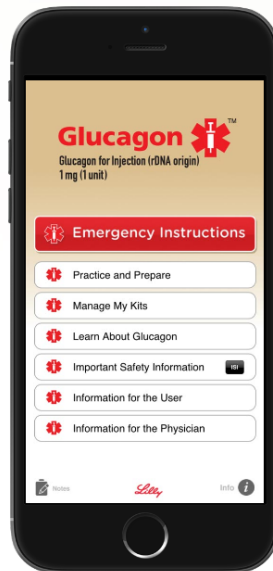 Glucagon ™
Glucagon for Injection (rDNA origin)
1 mg (1 unit)
Emergency Instructions
Practice and Prepare
Manage My Kits
Learn About Glucagon
Important Safety Information ISI
Information for the User
Information for the Physician
Notes Lilly Info i